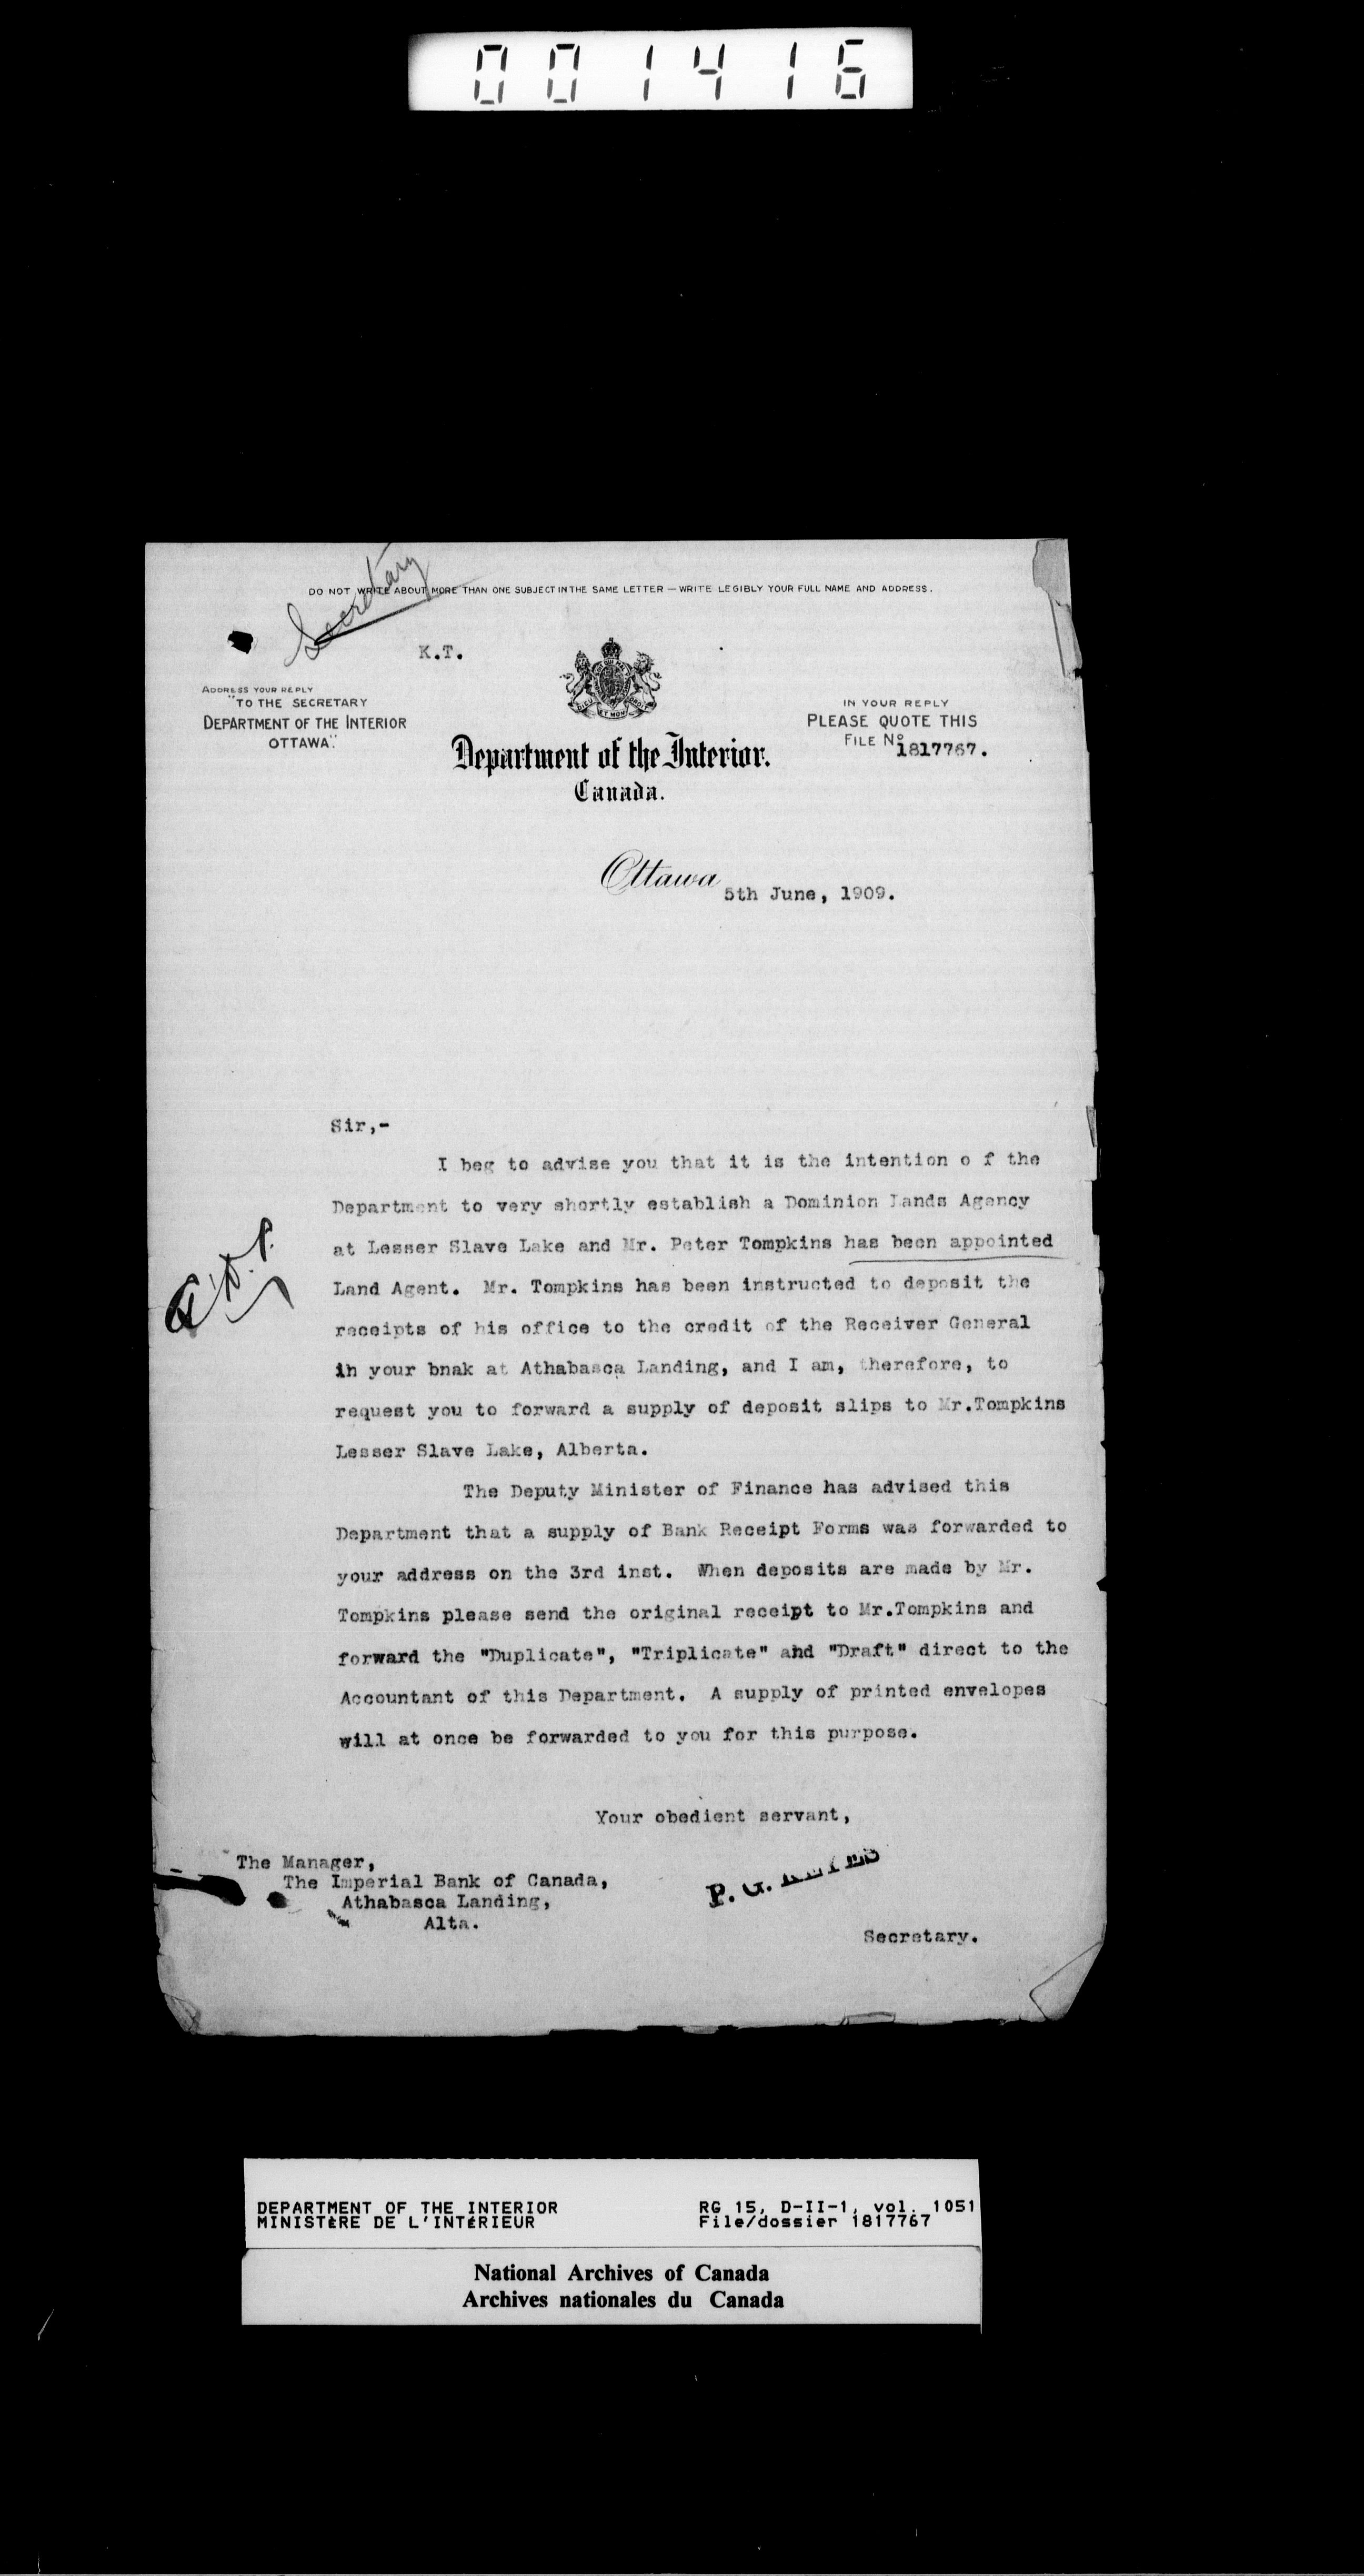 001416
Secretary
DO NOT WRITE ABOUT MORE THAN ONE SUBJECT IN THE SAME LETTER — WRITE LEGIBLY YOUR FULL NAME AND ADDRESS.
K.T.
ADDRESS YOUR REPLY
"TO THE SECRETARY
DEPARTMENT OF THE INTERIOR
OTTAWA."
IN YOUR REPLY
PLEASE QUOTE THIS
FILE No 1817767.
Department of the Interior.
Canada.
Ottawa 5th June, 1909.
Sir,-
I beg to advise you that it is the intention o f the
Department to very shortly establish a Dominion Lands Agency
at Lesser Slave Lake and Mr. Peter Tompkins has been appointed
Land Agent. Mr. Tompkins has been instructed to deposit the
receipts of his office to the credit of the Receiver General
in your bnak at Athabasca Landing, and I am, therefore, to
request you to forward a supply of deposit slips to Mr.Tompkins
Lesser Slave Lake, Alberta.
The Deputy Minister of Finance has advised this
Department that a supply of Bank Receipt Forms was forwarded to
your address on the 3rd inst. When deposits are made by Mr.
Tompkins please send the original receipt to Mr.Tompkins and
forward the "Duplicate", "Triplicate" and "Draft" direct to the
Accountant of this Department. A supply of printed envelopes
will at once be forwarded to you for this purpose.
Your obedient servant,
P. G. KEYES
Secretary.
The Manager,
The Imperial Bank of Canada,
Athabasca Landing,
Alta.
DEPARTMENT OF THE INTERIOR
MINISTÈRE DE L'INTÉRIEUR
RG 15, D-II-1, vol. 1051
File/dossier 1817767
National Archives of Canada
Archives nationales du Canada